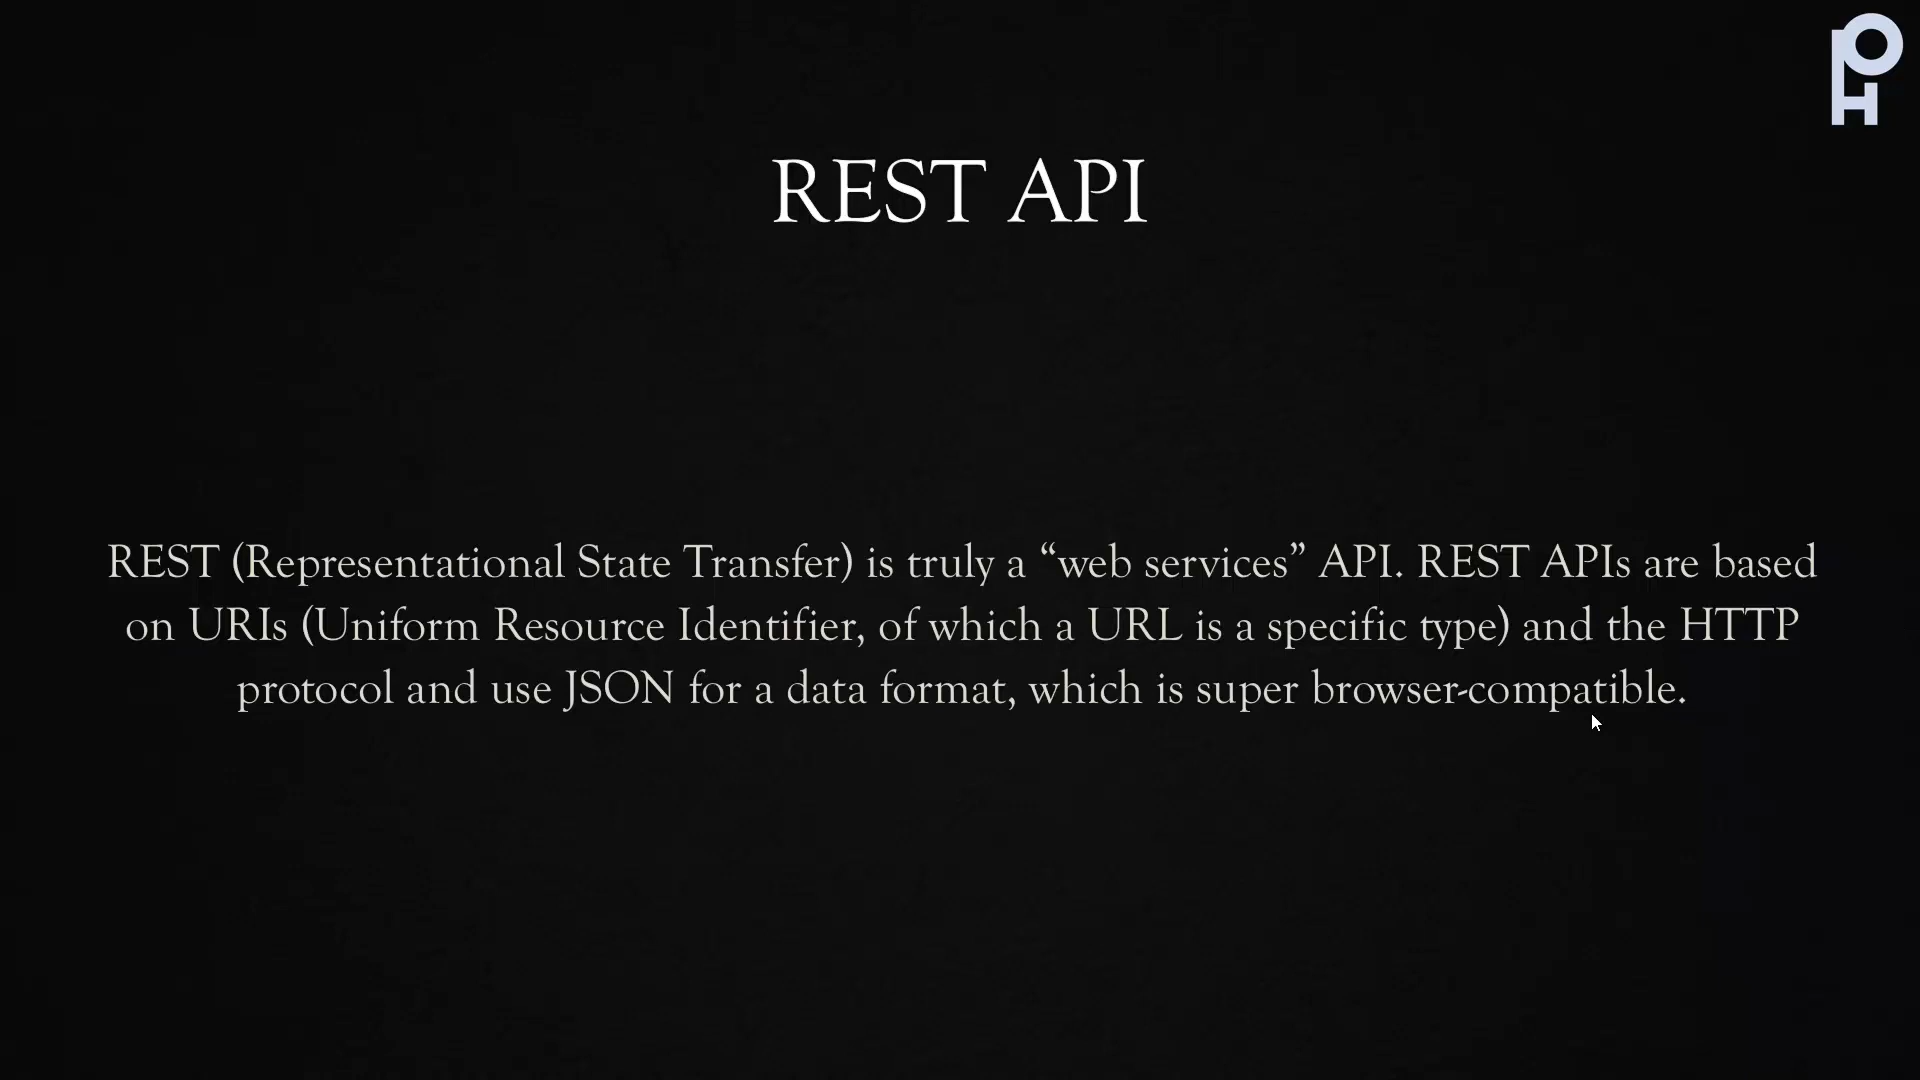 REST API
REST (Representational State Transfer) is truly a “web services” API. REST APIs are based
on URIs (Uniform Resource Identifier, of which a URL is a specific type) and the HTTP
protocol and use JSON for a data format, which is super browser-compatible.